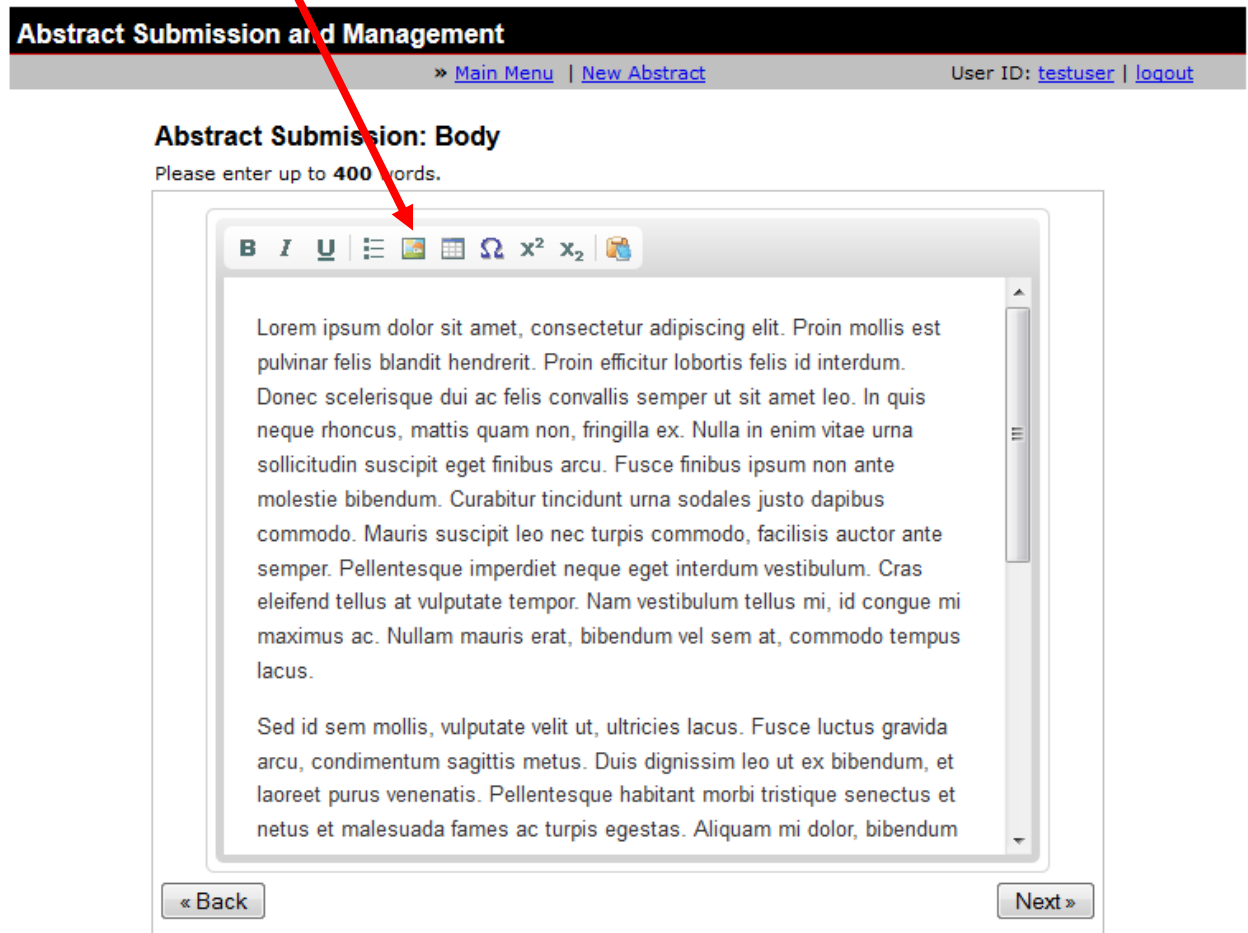 Abstract Submission and Management
» Main Menu | New Abstract User ID: testuser | logout
Abstract Submission: Body
Please enter up to 400 words.
B I U Ω x² x₂
Lorem ipsum dolor sit amet, consectetur adipiscing elit. Proin mollis est
pulvinar felis blandit hendrerit. Proin efficitur lobortis felis id interdum.
Donec scelerisque dui ac felis convallis semper ut sit amet leo. In quis
neque rhoncus, mattis quam non, fringilla ex. Nulla in enim vitae urna
sollicitudin suscipit eget finibus arcu. Fusce finibus ipsum non ante
molestie bibendum. Curabitur tincidunt urna sodales justo dapibus
commodo. Mauris suscipit leo nec turpis commodo, facilisis auctor ante
semper. Pellentesque imperdiet neque eget interdum vestibulum. Cras
eleifend tellus at vulputate tempor. Nam vestibulum tellus mi, id congue mi
maximus ac. Nullam mauris erat, bibendum vel sem at, commodo tempus
lacus.
Sed id sem mollis, vulputate velit ut, ultricies lacus. Fusce luctus gravida
arcu, condimentum sagittis metus. Duis dignissim leo ut ex bibendum, et
laoreet purus venenatis. Pellentesque habitant morbi tristique senectus et
netus et malesuada fames ac turpis egestas. Aliquam mi dolor, bibendum
« Back Next »